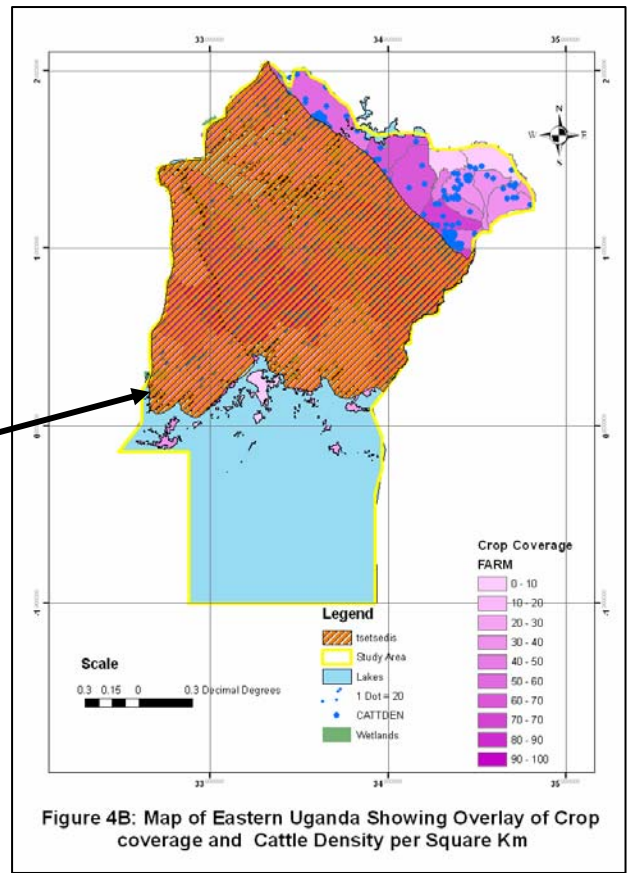 33 34 35
2 2
N
W E
S
1 1
0 0
Crop Coverage
FARM
0 - 10
10 - 20
20 - 30
30 - 40
40 - 50
50 - 60
60 - 70
70 - 70
80 - 90
90 - 100
-1 -1
Legend
tsetsedis
Study Area
Lakes
1 Dot = 20
CATTDEN
Wetlands
Scale
0.3 0.15 0 0.3 Decimal Degrees
33 34 35
Figure 4B: Map of Eastern Uganda Showing Overlay of Crop
coverage and Cattle Density per Square Km